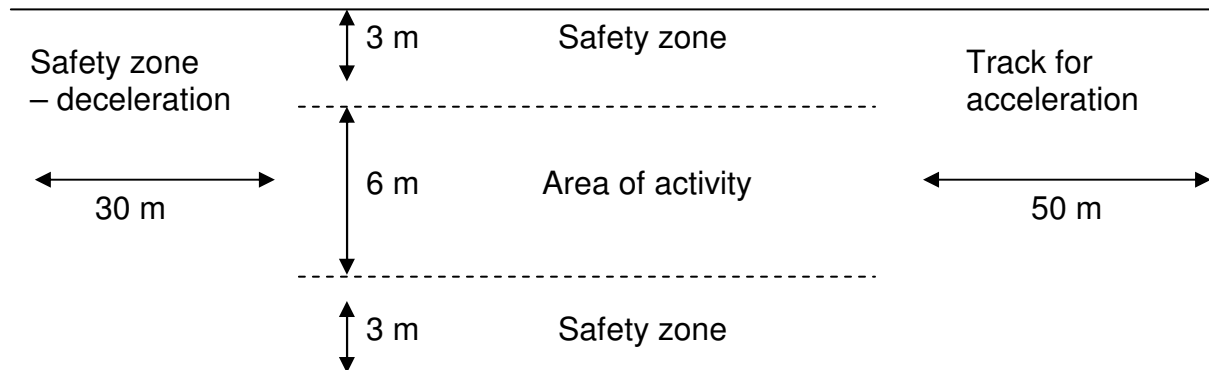 3 m Safety zone
Safety zone
– deceleration
Track for
acceleration
6 m Area of activity
30 m
50 m
3 m Safety zone